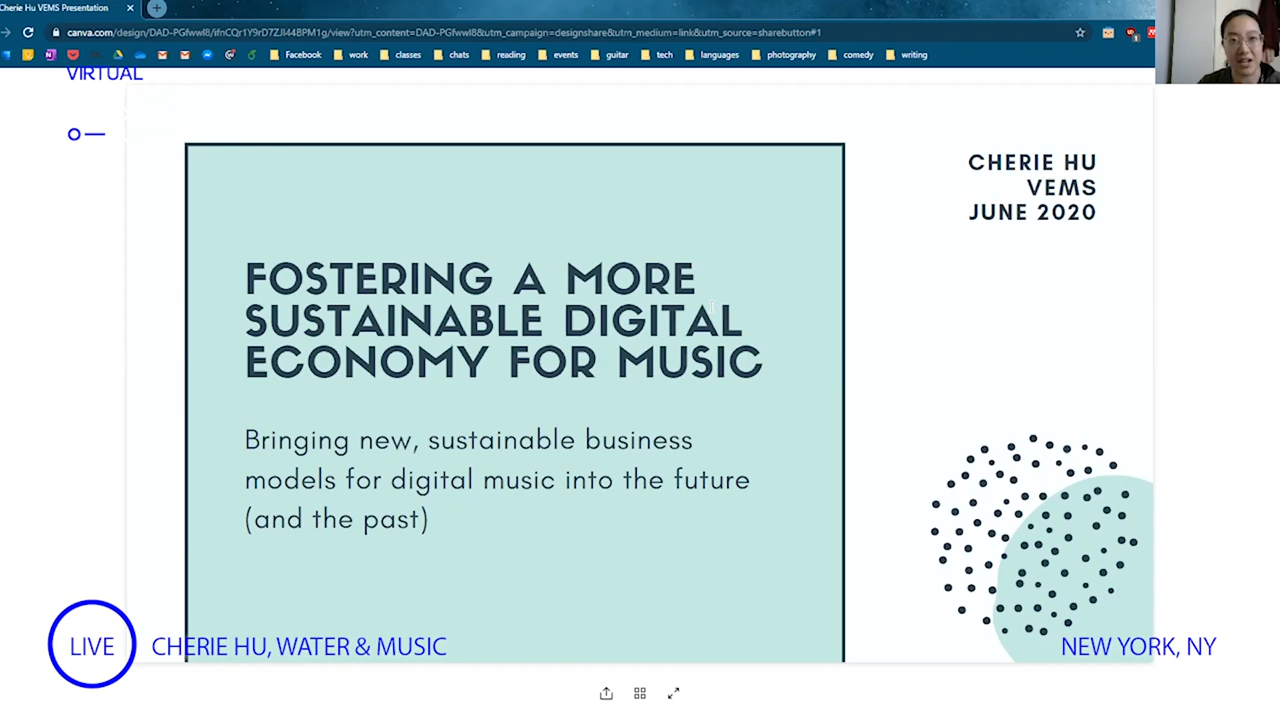 Cherie Hu VEMS Presentation
canva.com/design/DAD-PGfwwI8/ifnCQr1Y9rD7ZJI448PM1g/view?utm_content=DAD-PGfwwI8&utm_campaign=designshare&utm_medium=link&utm_source=sharebutton#1
Facebook work classes chats reading events guitar tech languages photography comedy writing
VIRTUAL
CHERIE HU
VEMS
JUNE 2020
FOSTERING A MORE
SUSTAINABLE DIGITAL
ECONOMY FOR MUSIC
Bringing new, sustainable business
models for digital music into the future
(and the past)
LIVE CHERIE HU, WATER & MUSIC
NEW YORK, NY